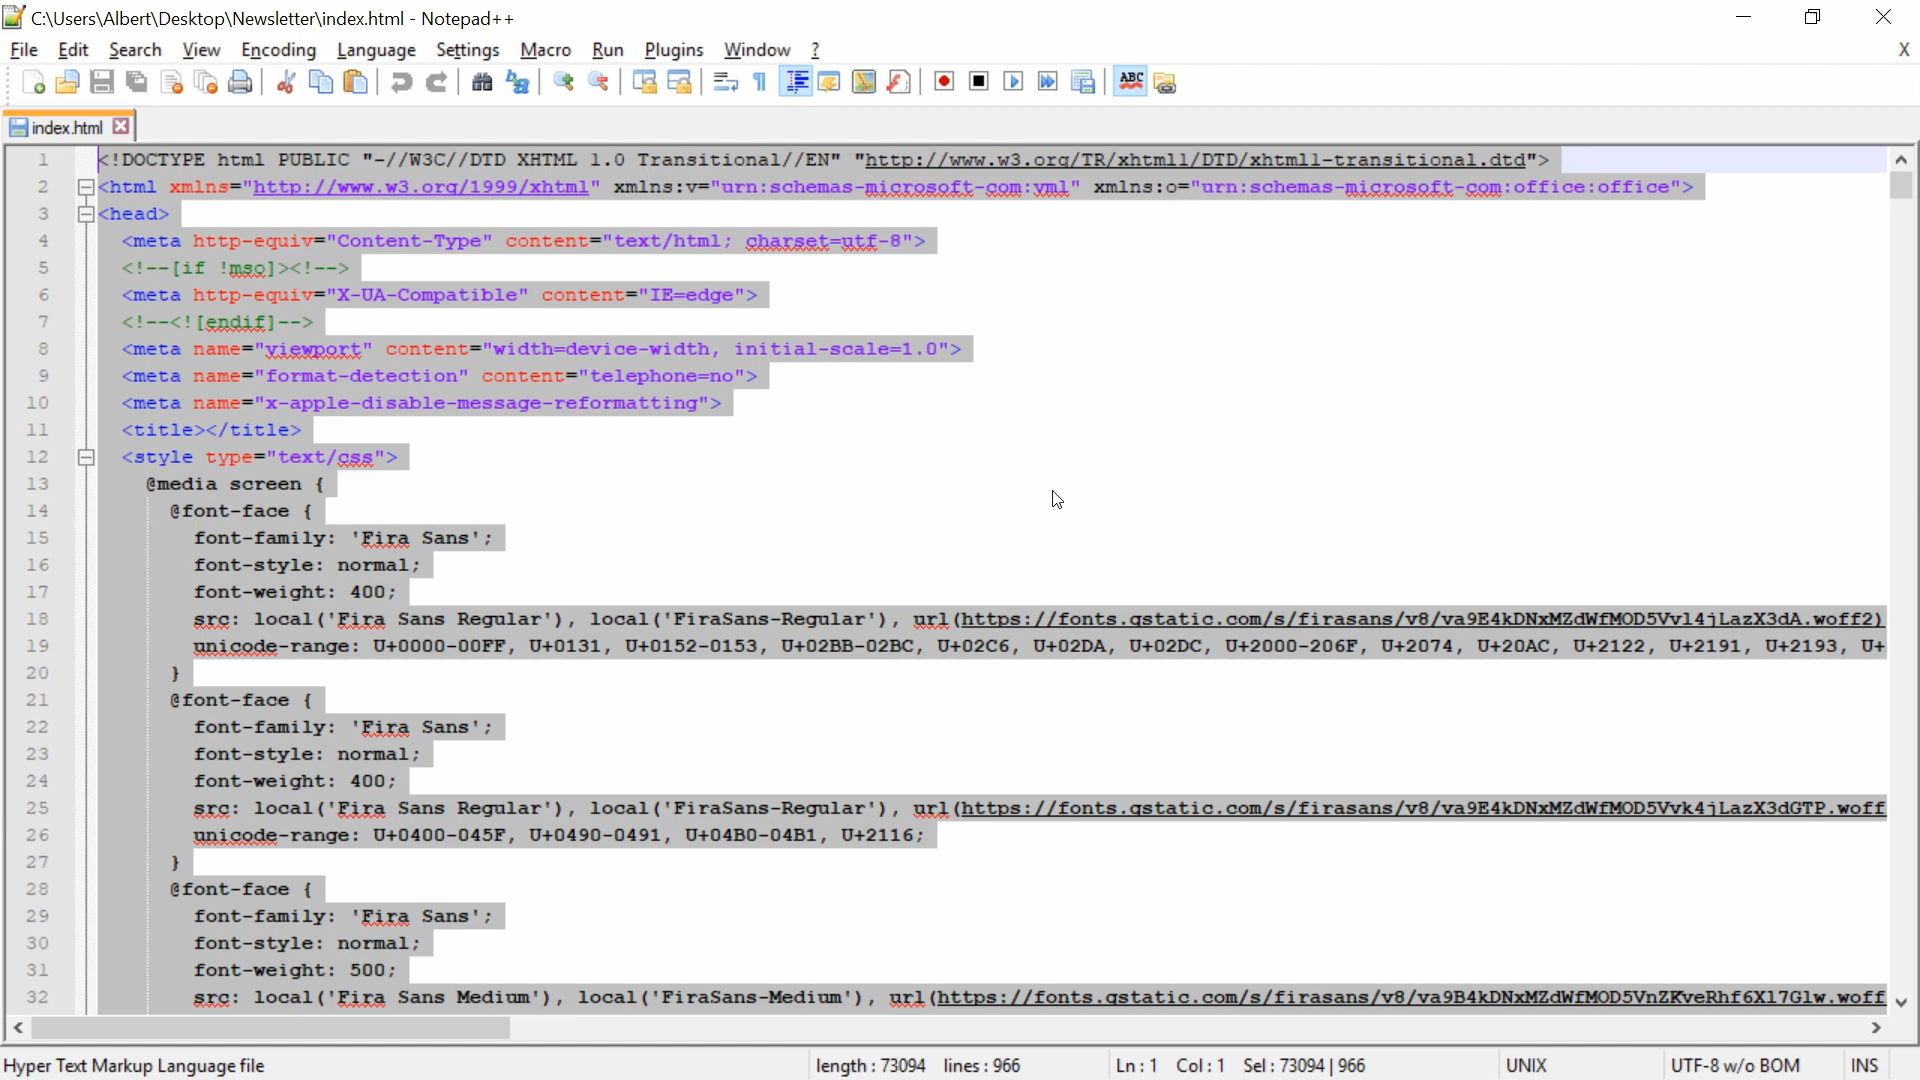 C:\Users\Albert\Desktop\Newsletter\index.html - Notepad++
File Edit Search View Encoding Language Settings Macro Run Plugins Window ? X
ABC
index.html
1 <!DOCTYPE html PUBLIC "-//W3C//DTD XHTML 1.0 Transitional//EN" "http://www.w3.org/TR/xhtml1/DTD/xhtml1-transitional.dtd">
2 <html xmlns="http://www.w3.org/1999/xhtml" xmlns:v="urn:schemas-microsoft-com:vml" xmlns:o="urn:schemas-microsoft-com:office:office">
3 <head>
4 <meta http-equiv="Content-Type" content="text/html; charset=utf-8">
5 <!--[if !mso]><!-->
6 <meta http-equiv="X-UA-Compatible" content="IE=edge">
7 <!--<![endif]-->
8 <meta name="viewport" content="width=device-width, initial-scale=1.0">
9 <meta name="format-detection" content="telephone=no">
10 <meta name="x-apple-disable-message-reformatting">
11 <title></title>
12 <style type="text/css">
13 @media screen {
14 @font-face {
15 font-family: 'Fira Sans';
16 font-style: normal;
17 font-weight: 400;
18 src: local('Fira Sans Regular'), local('FiraSans-Regular'), url(https://fonts.gstatic.com/s/firasans/v8/va9E4kDNxMZdWfMOD5Vvl4jLazX3dA.woff2)
19 unicode-range: U+0000-00FF, U+0131, U+0152-0153, U+02BB-02BC, U+02C6, U+02DA, U+02DC, U+2000-206F, U+2074, U+20AC, U+2122, U+2191, U+2193, U+
20 }
21 @font-face {
22 font-family: 'Fira Sans';
23 font-style: normal;
24 font-weight: 400;
25 src: local('Fira Sans Regular'), local('FiraSans-Regular'), url(https://fonts.gstatic.com/s/firasans/v8/va9E4kDNxMZdWfMOD5Vvk4jLazX3dGTP.woff
26 unicode-range: U+0400-045F, U+0490-0491, U+04B0-04B1, U+2116;
27 }
28 @font-face {
29 font-family: 'Fira Sans';
30 font-style: normal;
31 font-weight: 500;
32 src: local('Fira Sans Medium'), local('FiraSans-Medium'), url(https://fonts.gstatic.com/s/firasans/v8/va9B4kDNxMZdWfMOD5VnZKveRhf6Xl7Glw.woff
Hyper Text Markup Language file length : 73094 lines : 966 Ln : 1 Col : 1 Sel : 73094 | 966 UNIX UTF-8 w/o BOM INS